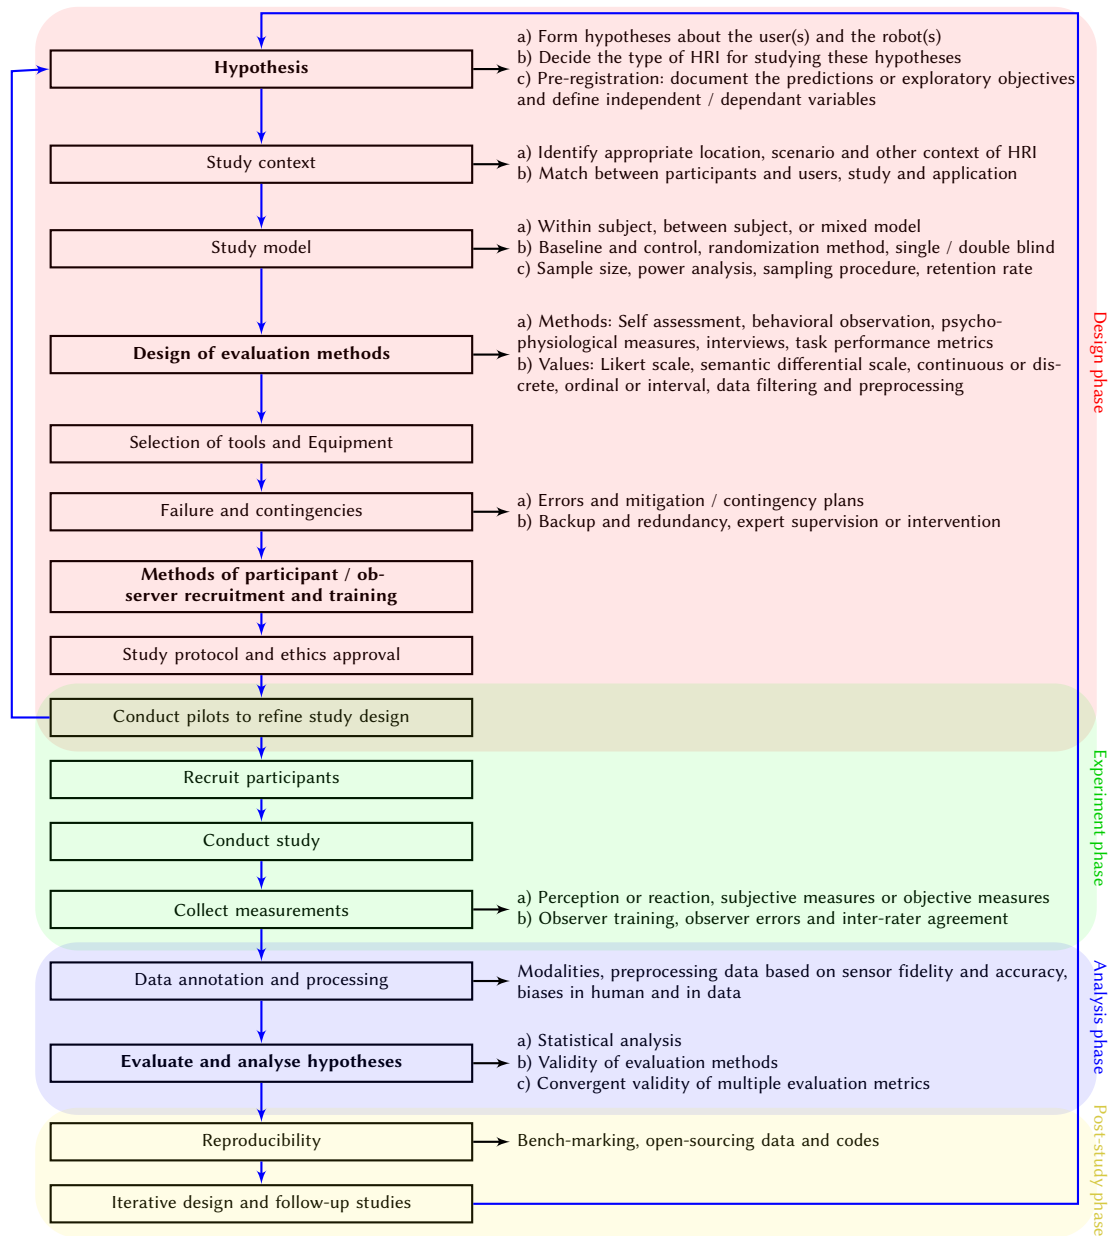 Hypothesis
a) Form hypotheses about the user(s) and the robot(s)
b) Decide the type of HRI for studying these hypotheses
c) Pre-registration: document the predictions or exploratory objectives
and define independent / dependant variables
Study context
a) Identify appropriate location, scenario and other context of HRI
b) Match between participants and users, study and application
Study model
a) Within subject, between subject, or mixed model
b) Baseline and control, randomization method, single / double blind
c) Sample size, power analysis, sampling procedure, retention rate
Design of evaluation methods
a) Methods: Self assessment, behavioral observation, psycho-
physiological measures, interviews, task performance metrics
b) Values: Likert scale, semantic differential scale, continuous or dis-
crete, ordinal or interval, data filtering and preprocessing
Selection of tools and Equipment
Failure and contingencies
a) Errors and mitigation / contingency plans
b) Backup and redundancy, expert supervision or intervention
Methods of participant / ob-
server recruitment and training
Study protocol and ethics approval
Design phase
Conduct pilots to refine study design
Recruit participants
Conduct study
Collect measurements
a) Perception or reaction, subjective measures or objective measures
b) Observer training, observer errors and inter-rater agreement
Experiment phase
Data annotation and processing
Modalities, preprocessing data based on sensor fidelity and accuracy,
biases in human and in data
Evaluate and analyse hypotheses
a) Statistical analysis
b) Validity of evaluation methods
c) Convergent validity of multiple evaluation metrics
Analysis phase
Reproducibility
Bench-marking, open-sourcing data and codes
Iterative design and follow-up studies
Post-study phase